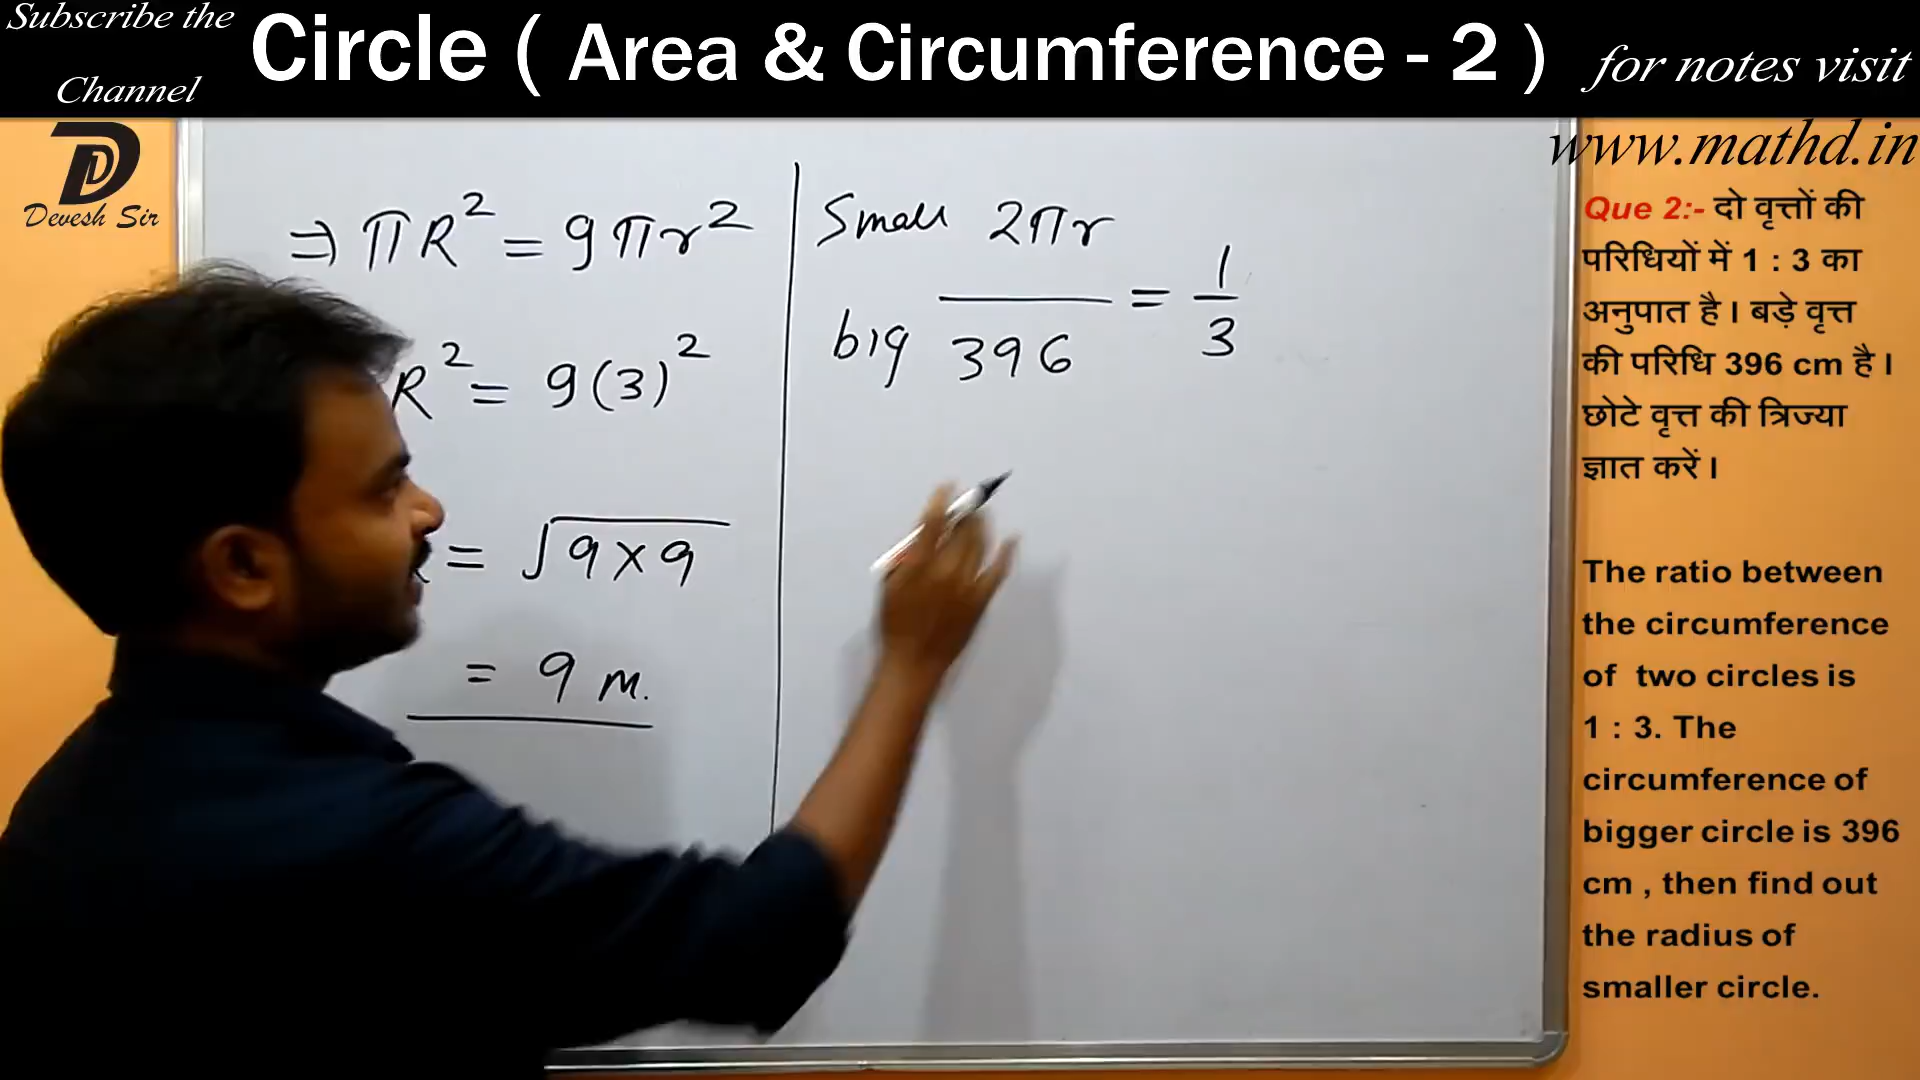 Subscribe the
Channel
Circle ( Area & Circumference - 2 )
for notes visit
www.mathd.in
D
Devesh Sir
⇒ πR² = 9πr²
R² = 9(3)²
= √9×9
= 9 m.
Small 2πr
big 396 = 1/3
Que 2:- दो वृत्तों की
परिधियों में 1 : 3 का
अनुपात है । बड़े वृत्त
की परिधि 396 cm है ।
छोटे वृत्त की त्रिज्या
ज्ञात करें ।
The ratio between
the circumference
of two circles is
1 : 3. The
circumference of
bigger circle is 396
cm , then find out
the radius of
smaller circle.